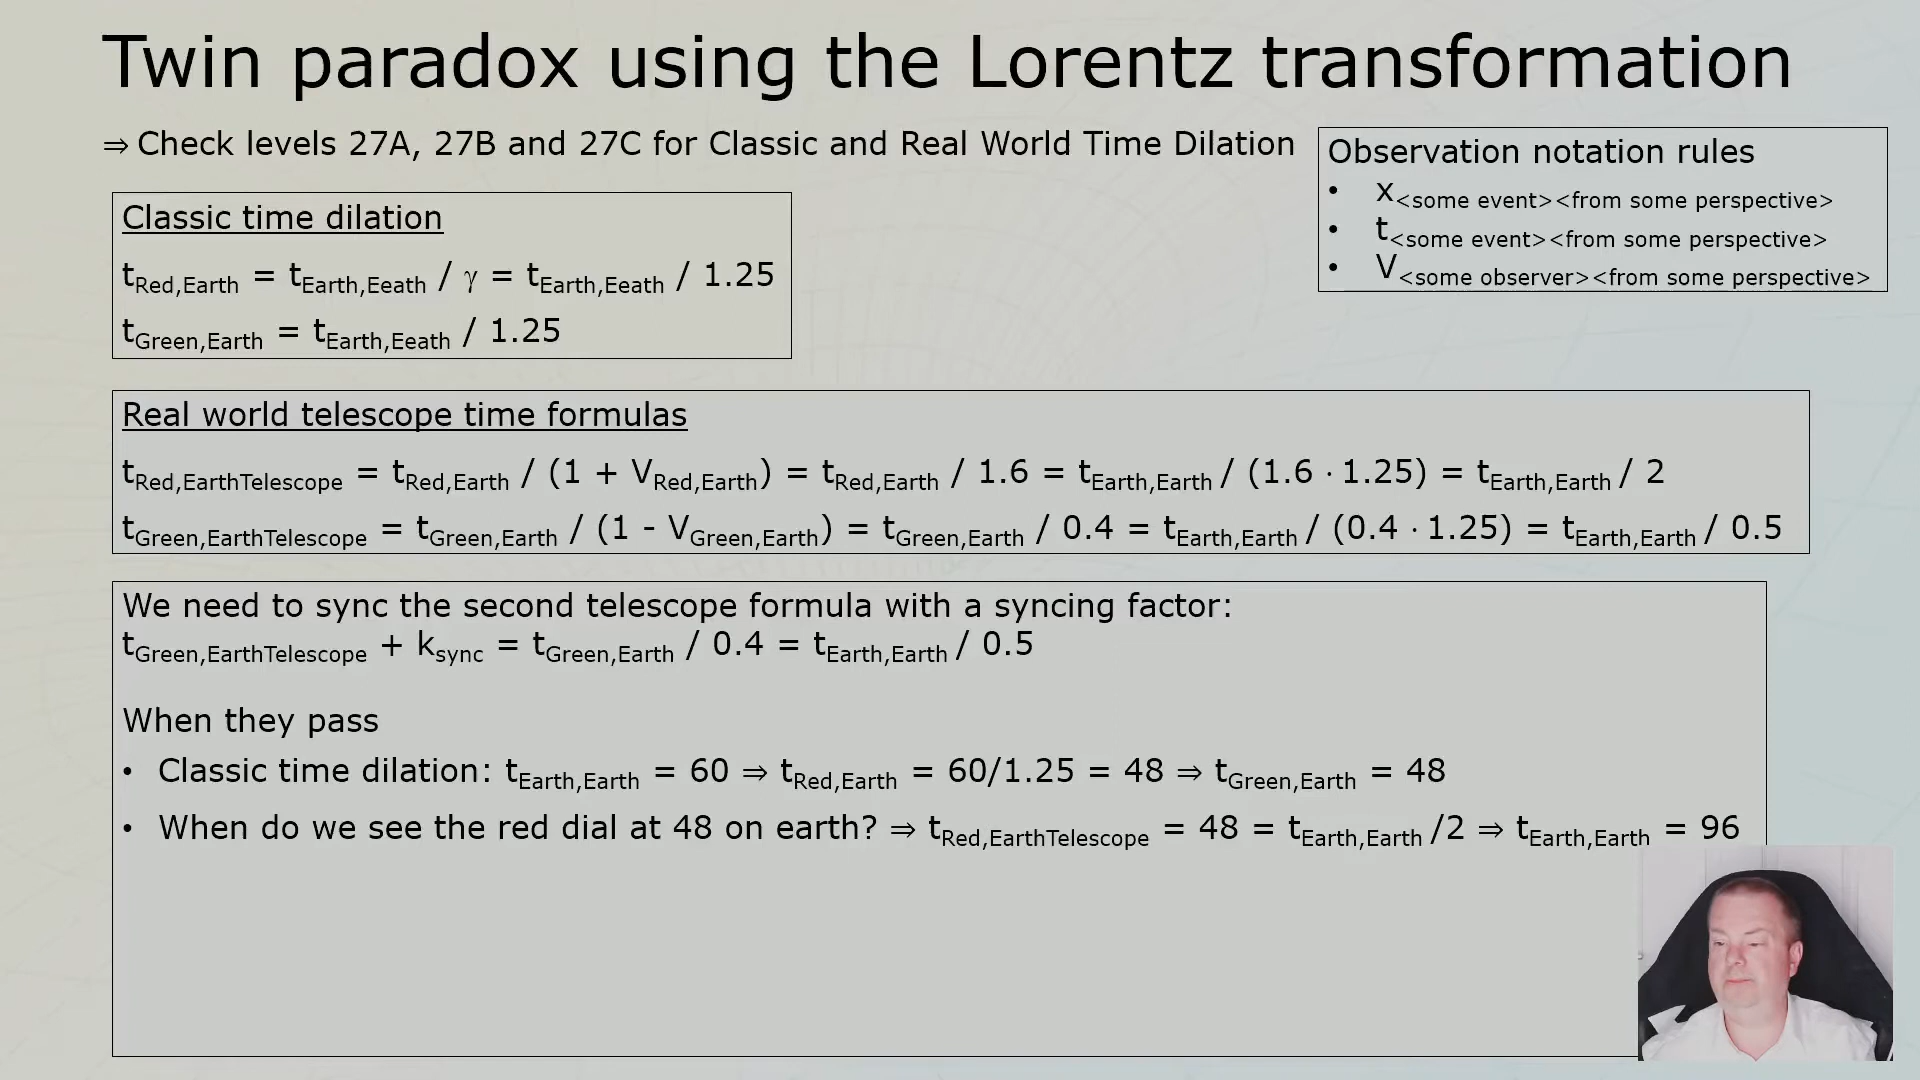 Twin paradox using the Lorentz transformation
⇒ Check levels 27A, 27B and 27C for Classic and Real World Time Dilation
Observation notation rules
• x<some event><from some perspective>
• t<some event><from some perspective>
• V<some observer><from some perspective>
Classic time dilation
tRed,Earth = tEarth,Eeath / γ = tEarth,Eeath / 1.25
tGreen,Earth = tEarth,Eeath / 1.25
Real world telescope time formulas
tRed,EarthTelescope = tRed,Earth / (1 + VRed,Earth) = tRed,Earth / 1.6 = tEarth,Earth / (1.6 · 1.25) = tEarth,Earth / 2
tGreen,EarthTelescope = tGreen,Earth / (1 - VGreen,Earth) = tGreen,Earth / 0.4 = tEarth,Earth / (0.4 · 1.25) = tEarth,Earth / 0.5
We need to sync the second telescope formula with a syncing factor:
tGreen,EarthTelescope + ksync = tGreen,Earth / 0.4 = tEarth,Earth / 0.5
When they pass
• Classic time dilation: tEarth,Earth = 60 ⇒ tRed,Earth = 60/1.25 = 48 ⇒ tGreen,Earth = 48
• When do we see the red dial at 48 on earth? ⇒ tRed,EarthTelescope = 48 = tEarth,Earth /2 ⇒ tEarth,Earth = 96